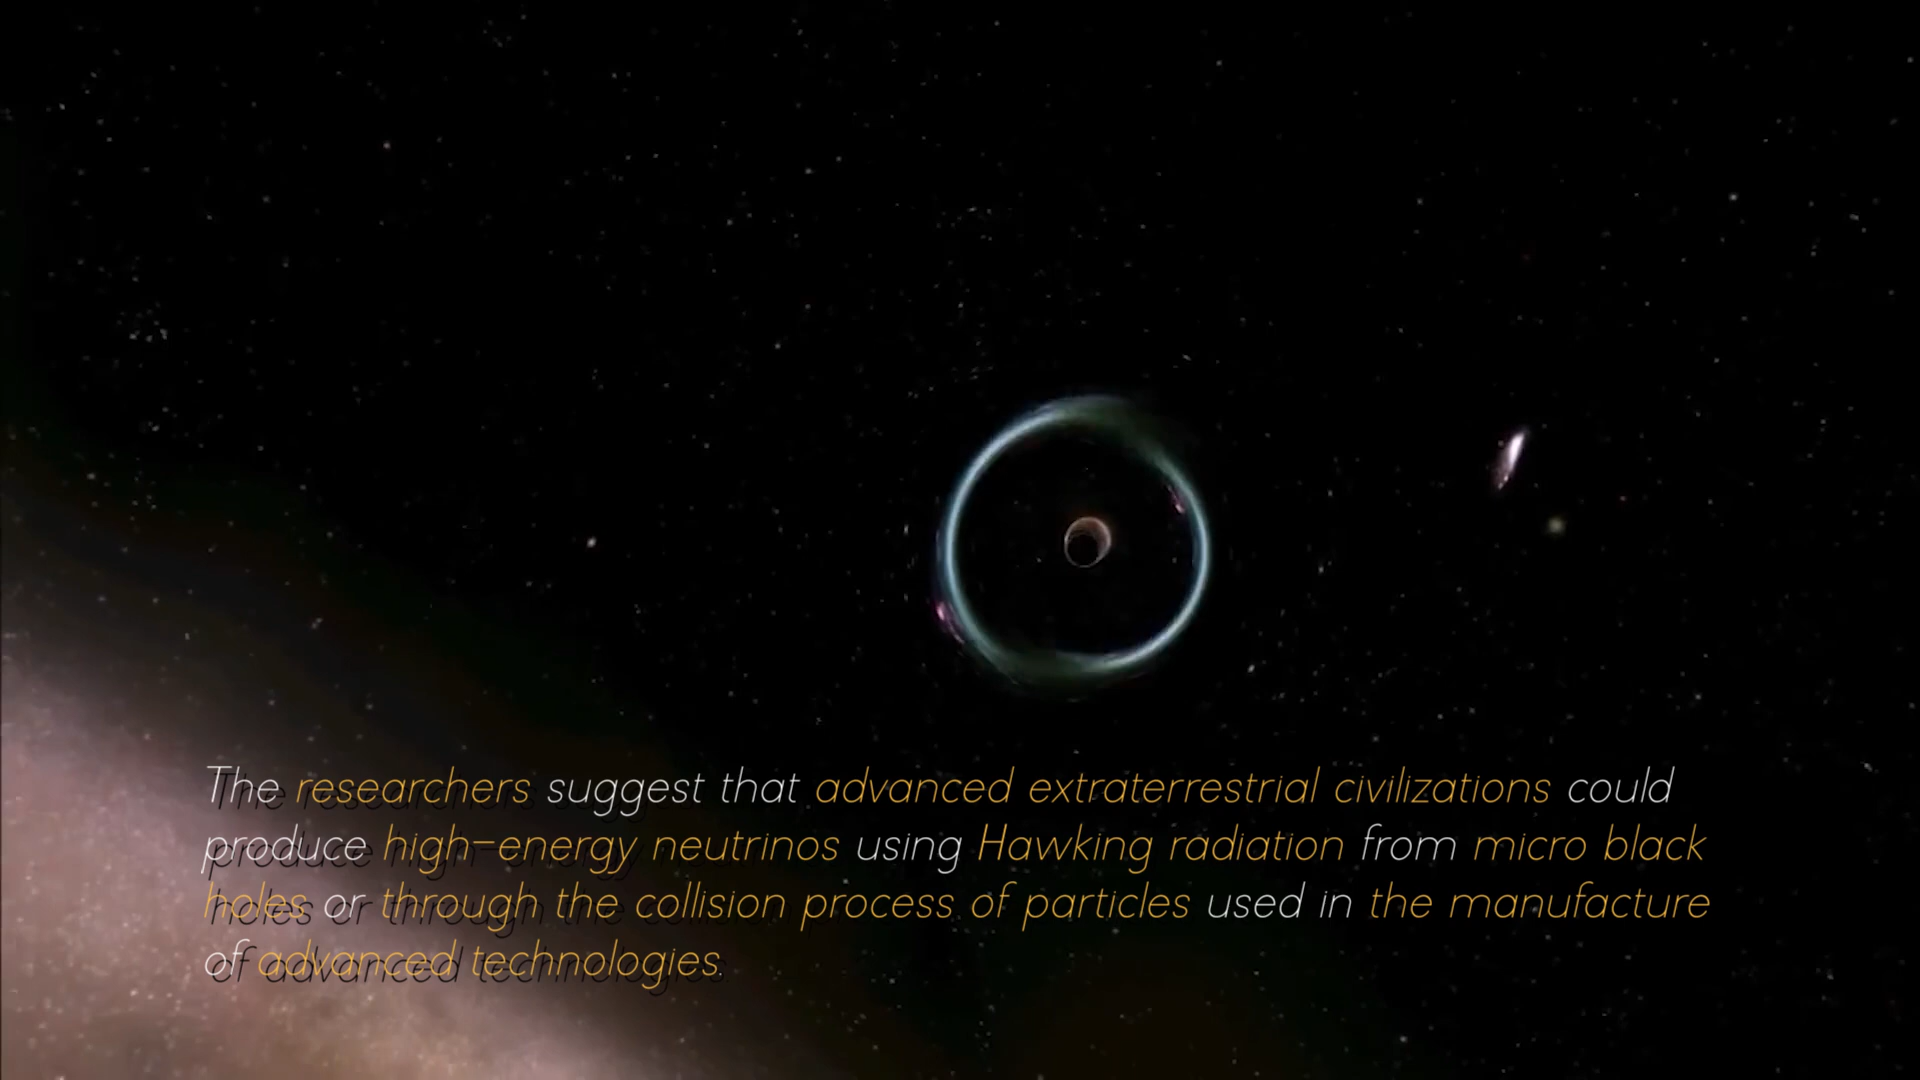 The researchers suggest that advanced extraterrestrial civilizations could
produce high-energy neutrinos using Hawking radiation from micro black
holes or through the collision process of particles used in the manufacture
of advanced technologies.